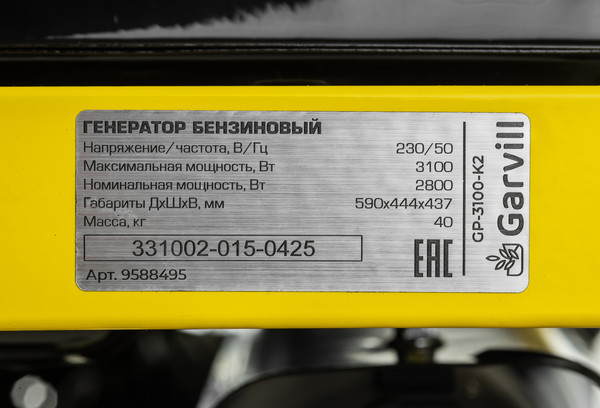 ГЕНЕРАТОР БЕНЗИНОВЫЙ
Напряжение/частота, В/Гц 230/50
Максимальная мощность, Вт 3100
Номинальная мощность, Вт 2800
Габариты ДхШхВ, мм 590x444x437
Масса, кг 40
331002-015-0425
Арт. 9588495
EAC
GP-3100-K2
Garvill